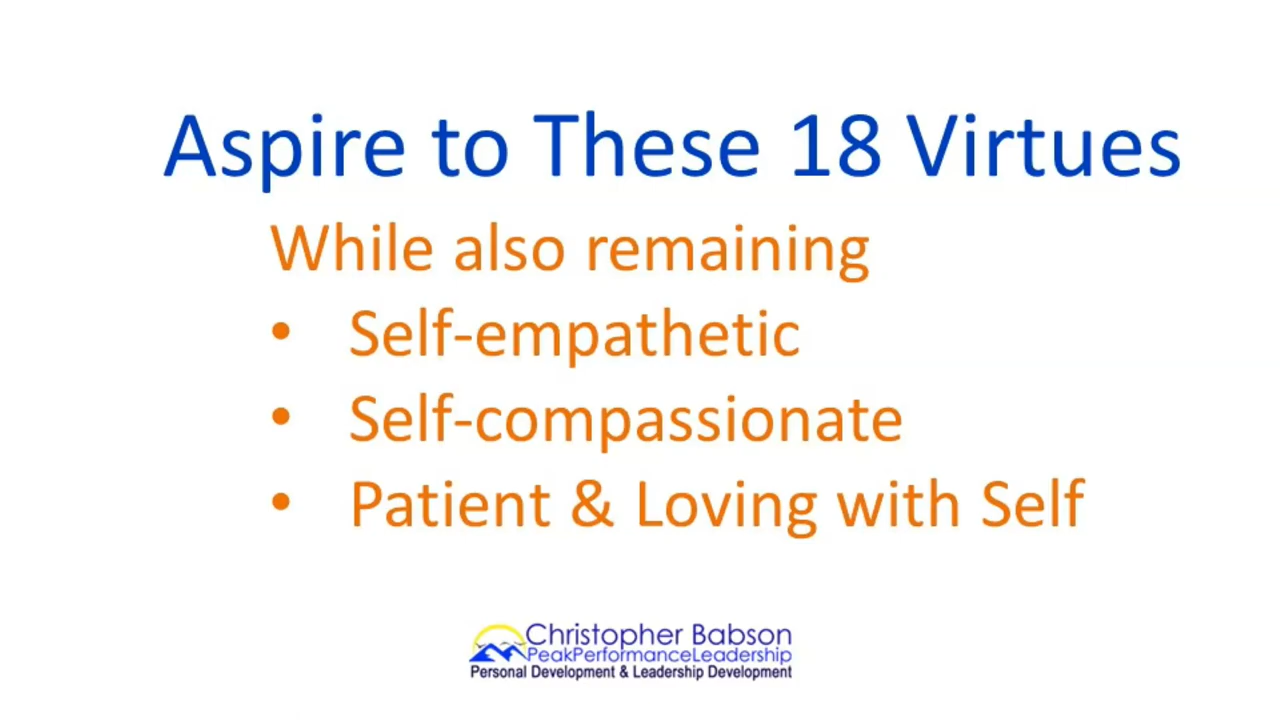 Aspire to These 18 Virtues
While also remaining
• Self-empathetic
• Self-compassionate
• Patient & Loving with Self
Christopher Babson
PeakPerformanceLeadership
Personal Development & Leadership Development